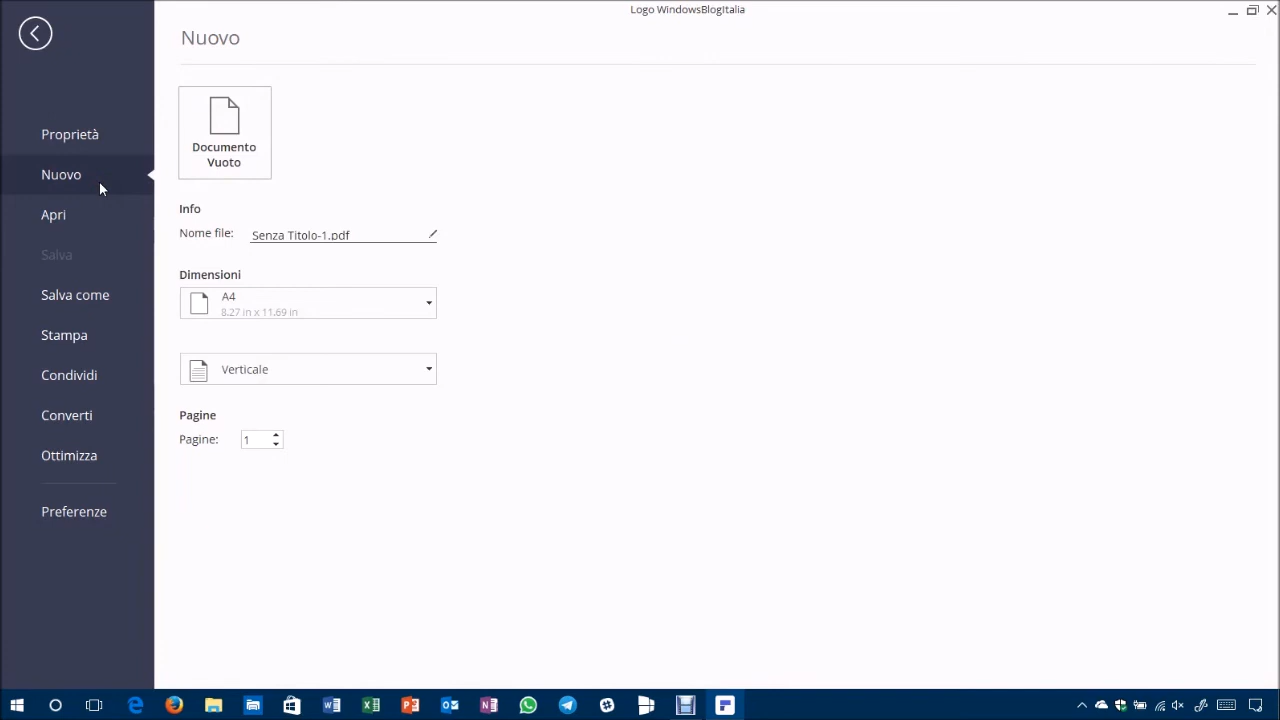 Logo WindowsBlogItalia
Nuovo
Proprietà
Nuovo
Apri
Salva
Salva come
Stampa
Condividi
Converti
Ottimizza
Preferenze
Documento
Vuoto
Info
Nome file: Senza Titolo-1.pdf
Dimensioni
A4
8.27 in x 11.69 in
Verticale
Pagine
Pagine: 1